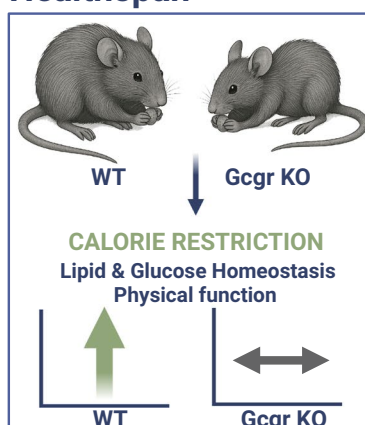 WT Gcgr KO
CALORIE RESTRICTION
Lipid & Glucose Homeostasis
Physical function
WT Gcgr KO